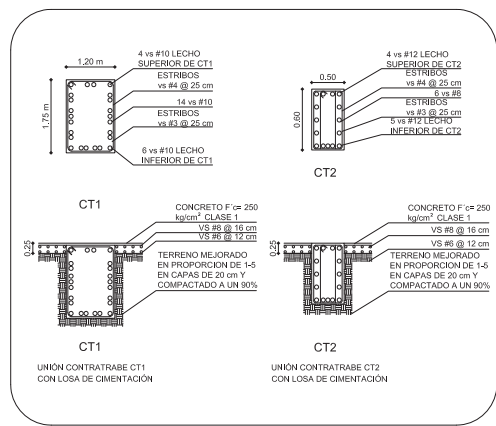 1,20 m
1,75 m
4 vs #10 LECHO
SUPERIOR DE CT1
ESTRIBOS
vs #4 @ 25 cm
14 vs #10
ESTRIBOS
vs #3 @ 25 cm
6 vs #10 LECHO
INFERIOR DE CT1
CT1
0.50
0.60
4 vs #12 LECHO
SUPERIOR DE CT2
ESTRIBOS
vs #4 @ 25 cm
6 vs #8
ESTRIBOS
vs #3 @ 25 cm
5 vs #12 LECHO
INFERIOR DE CT2
CT2
0.25
CONCRETO F´c= 250
kg/cm² CLASE 1
VS #8 @ 16 cm
VS #6 @ 12 cm
TERRENO MEJORADO
EN PROPORCION DE 1-5
EN CAPAS DE 20 cm Y
COMPACTADO A UN 90%
CT1
UNIÓN CONTRATRABE CT1
CON LOSA DE CIMENTACIÓN
0.25
CONCRETO F´c= 250
kg/cm² CLASE 1
VS #8 @ 16 cm
VS #8 @ 12 cm
TERRENO MEJORADO
EN PROPORCION DE 1-5
EN CAPAS DE 20 cm Y
COMPACTADO A UN 90%
CT2
UNIÓN CONTRATRABE CT2
CON LOSA DE CIMENTACIÓN